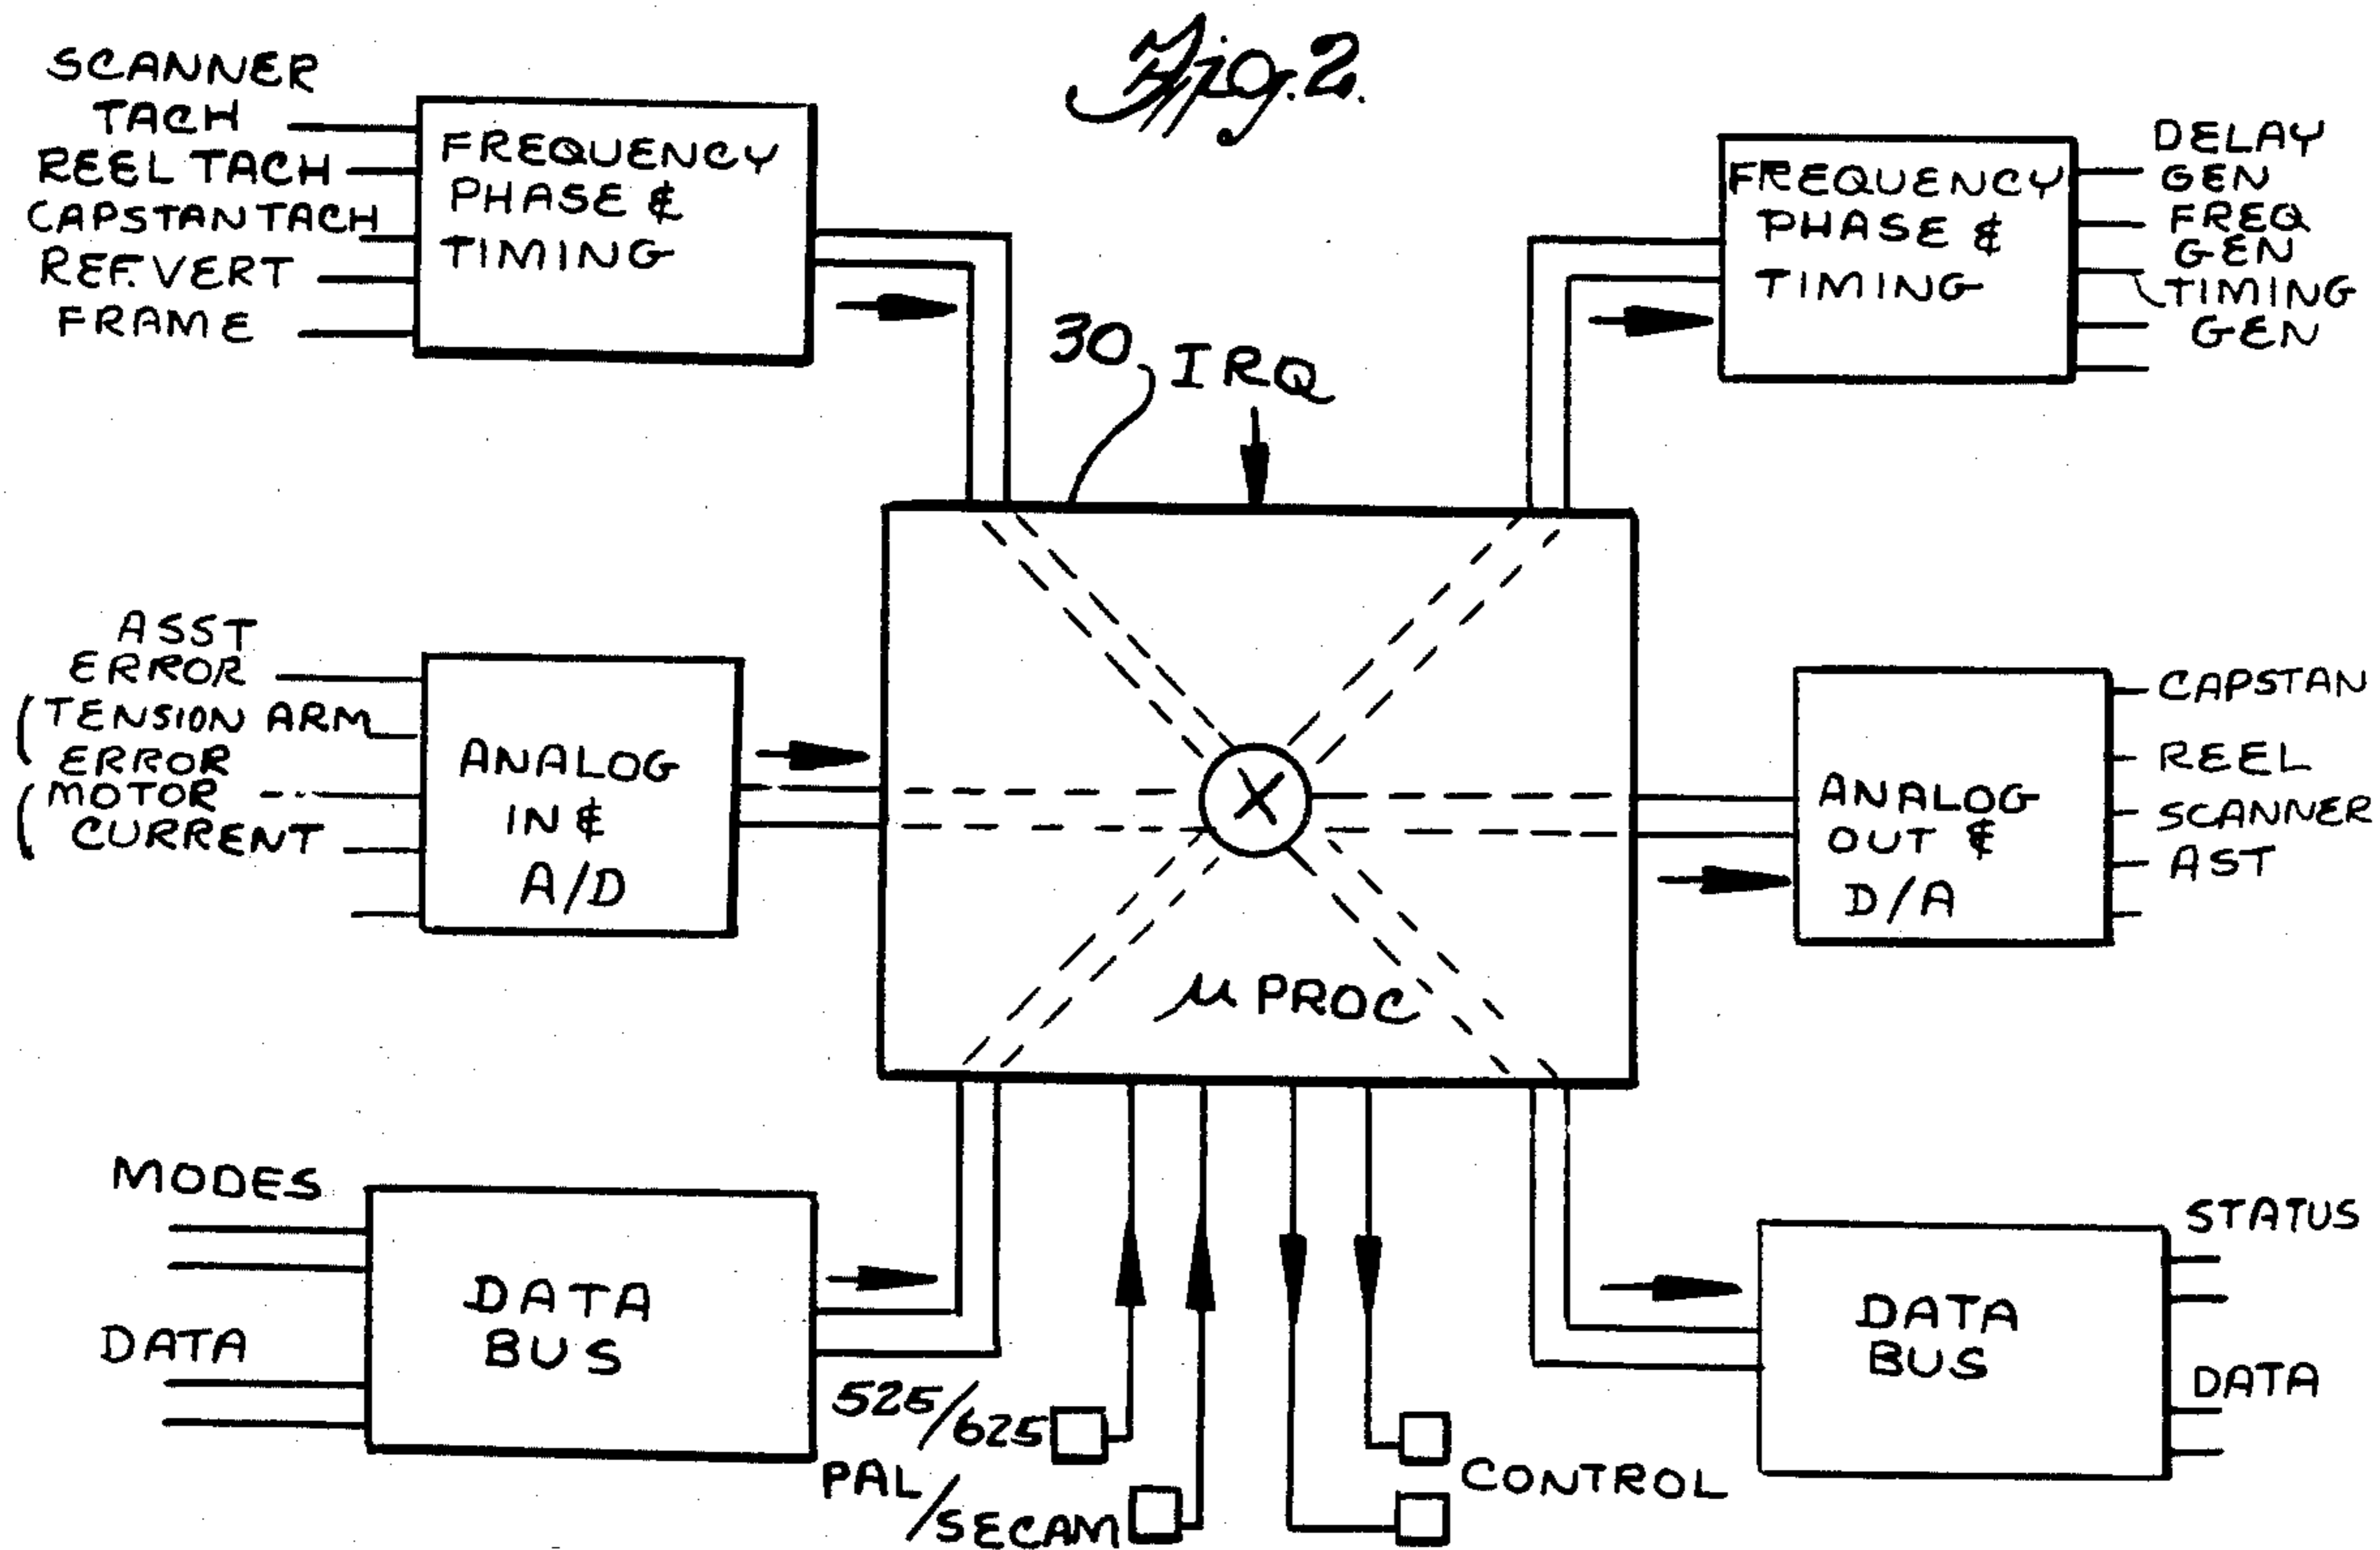 Fig. 2.
SCANNER
TACH
REEL TACH
CAPSTAN TACH
REF. VERT
FRAME
FREQUENCY
PHASE &
TIMING
FREQUENCY
PHASE &
TIMING
DELAY
GEN
FREQ
GEN
TIMING
GEN
30
IRQ
ASST
ERROR
(TENSION ARM
ERROR
(MOTOR
CURRENT
ANALOG
IN &
A/D
X
µ PROC
ANALOG
OUT &
D/A
CAPSTAN
REEL
SCANNER
AST
MODES
DATA
DATA
BUS
525/625
PAL/SECAM
CONTROL
DATA
BUS
STATUS
DATA